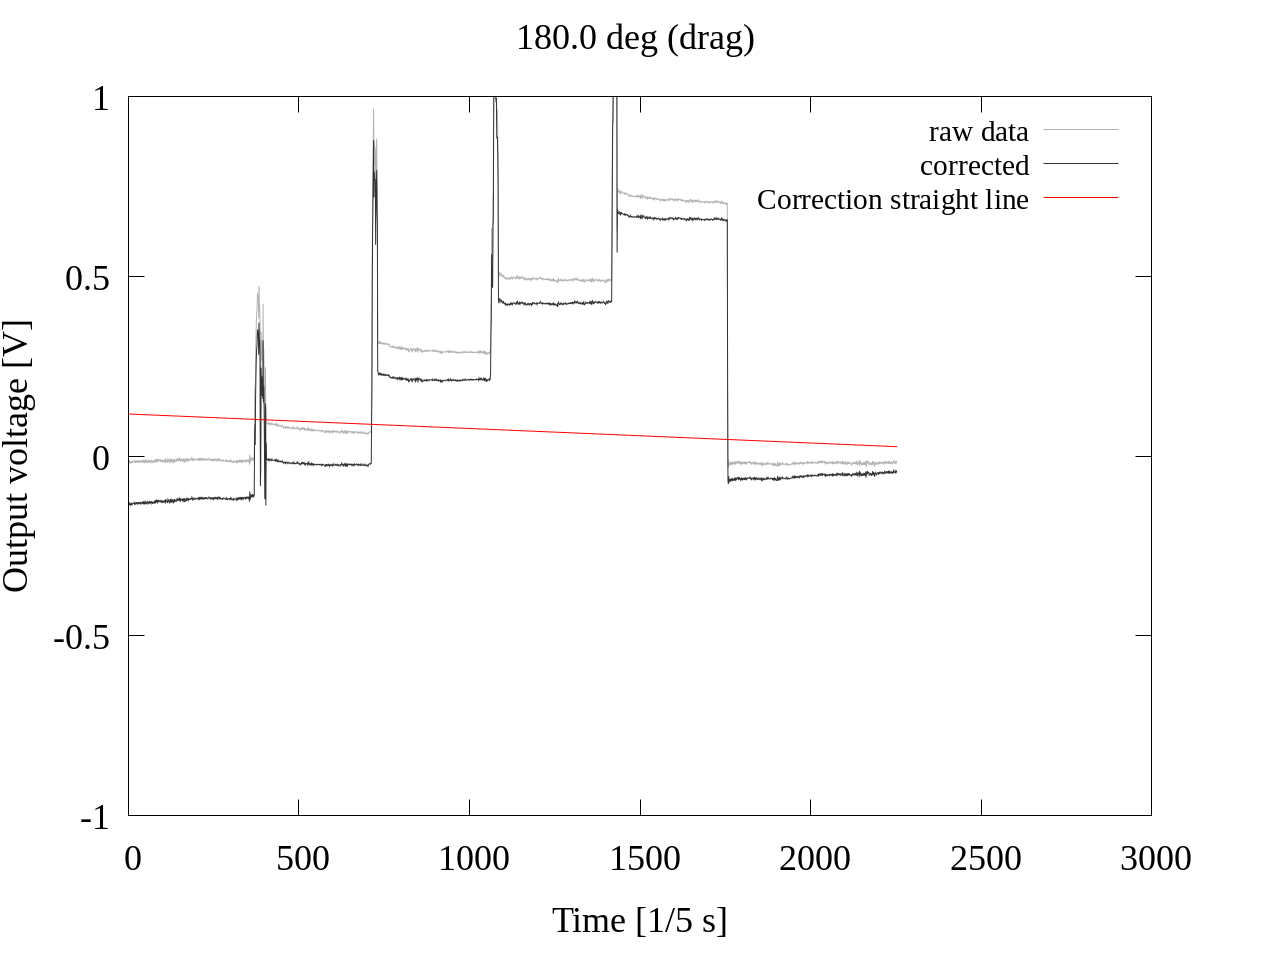 180.0 deg (drag)
1
0.5
0
-0.5
-1
Output voltage [V]
raw data
corrected
Correction straight line
0 500 1000 1500 2000 2500 3000
Time [1/5 s]